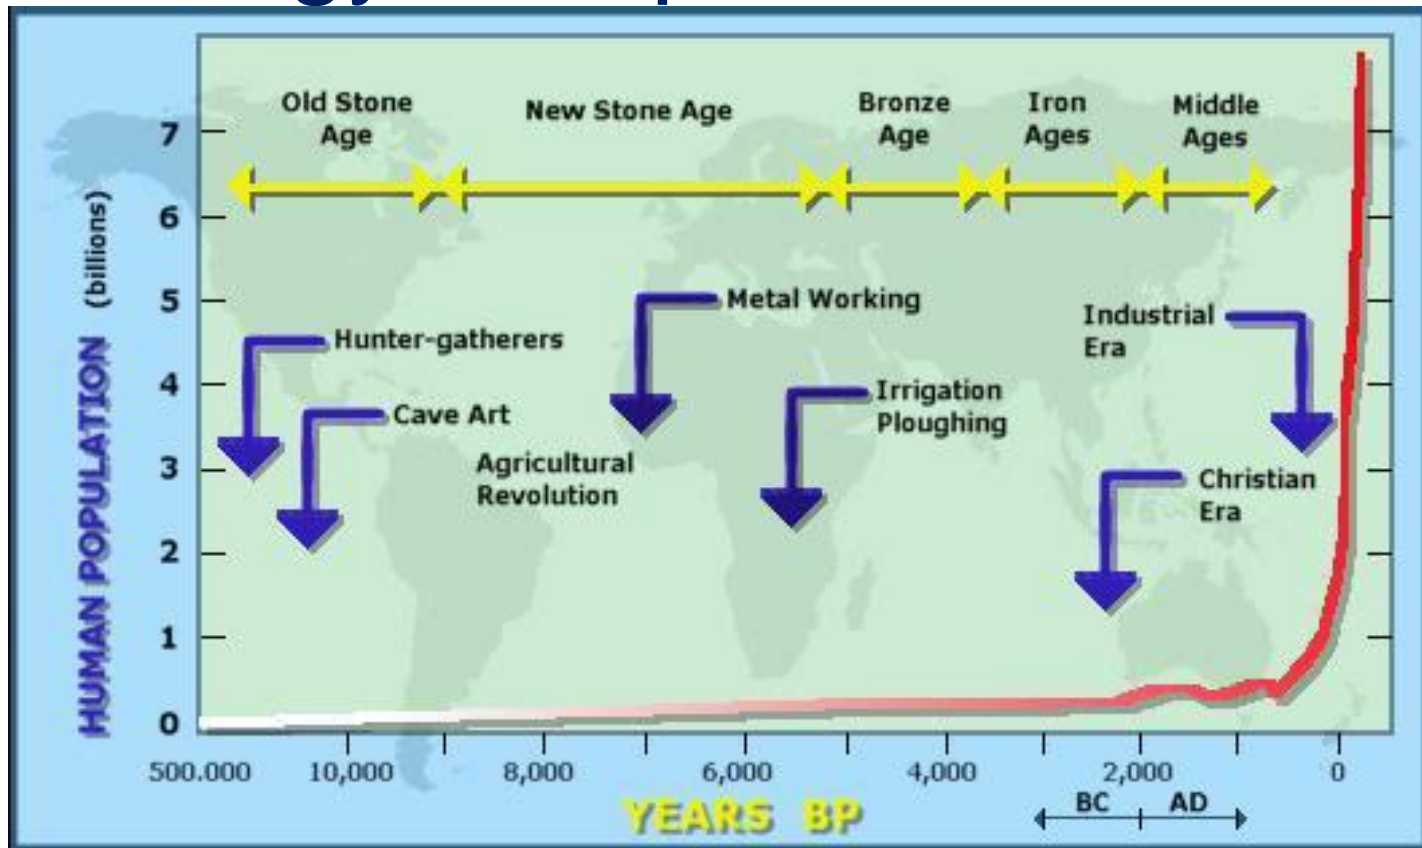 Old Stone
Age
New Stone Age
Bronze
Age
Iron
Ages
Middle
Ages
7
6
5
4
3
2
1
0
HUMAN POPULATION (billions)
Hunter-gatherers
Cave Art
Agricultural
Revolution
Metal Working
Irrigation
Ploughing
Industrial
Era
Christian
Era
500.000 10,000 8,000 6,000 4,000 2,000 0
YEARS BP
BC AD